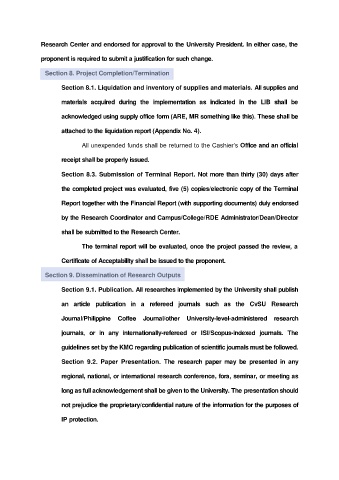 Research Center and endorsed for approval to the University President. In either case, the
proponent is required to submit a justification for such change.
Section 8. Project Completion/Termination
Section 8.1. Liquidation and inventory of supplies and materials. All supplies and
materials acquired during the implementation as indicated in the LIB shall be
acknowledged using supply office form (ARE, MR something like this). These shall be
attached to the liquidation report (Appendix No. 4).
All unexpended funds shall be returned to the Cashier's Office and an official
receipt shall be properly issued.
Section 8.3. Submission of Terminal Report. Not more than thirty (30) days after
the completed project was evaluated, five (5) copies/electronic copy of the Terminal
Report together with the Financial Report (with supporting documents) duly endorsed
by the Research Coordinator and Campus/College/RDE Administrator/Dean/Director
shall be submitted to the Research Center.
The terminal report will be evaluated, once the project passed the review, a
Certificate of Acceptability shall be issued to the proponent.
Section 9. Dissemination of Research Outputs
Section 9.1. Publication. All researches implemented by the University shall publish
an article publication in a refereed journals such as the CvSU Research
Journal/Philippine Coffee Journal/other University-level-administered research
journals, or in any internationally-refereed or ISI/Scopus-indexed journals. The
guidelines set by the KMC regarding publication of scientific journals must be followed.
Section 9.2. Paper Presentation. The research paper may be presented in any
regional, national, or international research conference, fora, seminar, or meeting as
long as full acknowledgement shall be given to the University. The presentation should
not prejudice the proprietary/confidential nature of the information for the purposes of
IP protection.